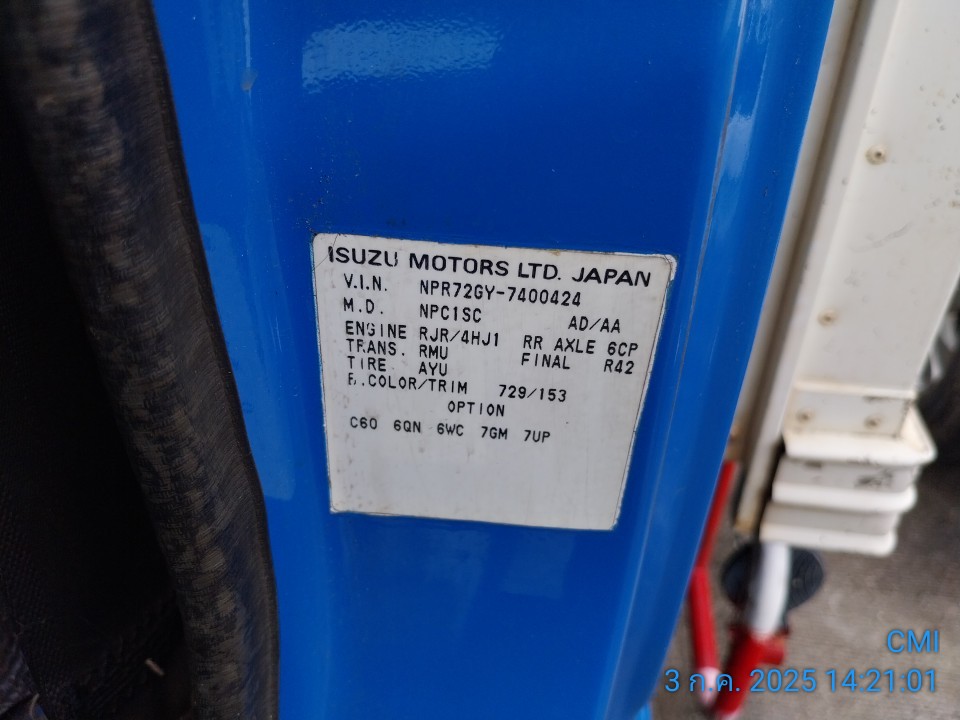 ISUZU MOTORS LTD. JAPAN
V.I.N. NPR72GY-7400424
M.D. NPC1SC AD/AA
ENGINE RJR/4HJ1 RR AXLE 6CP
TRANS. RMU FINAL R42
TIRE AYU
B.COLOR/TRIM 729/153
OPTION
C60 6QN 6WC 7GM 7UP
CMI
3 ก.ค. 2025 14:21:01